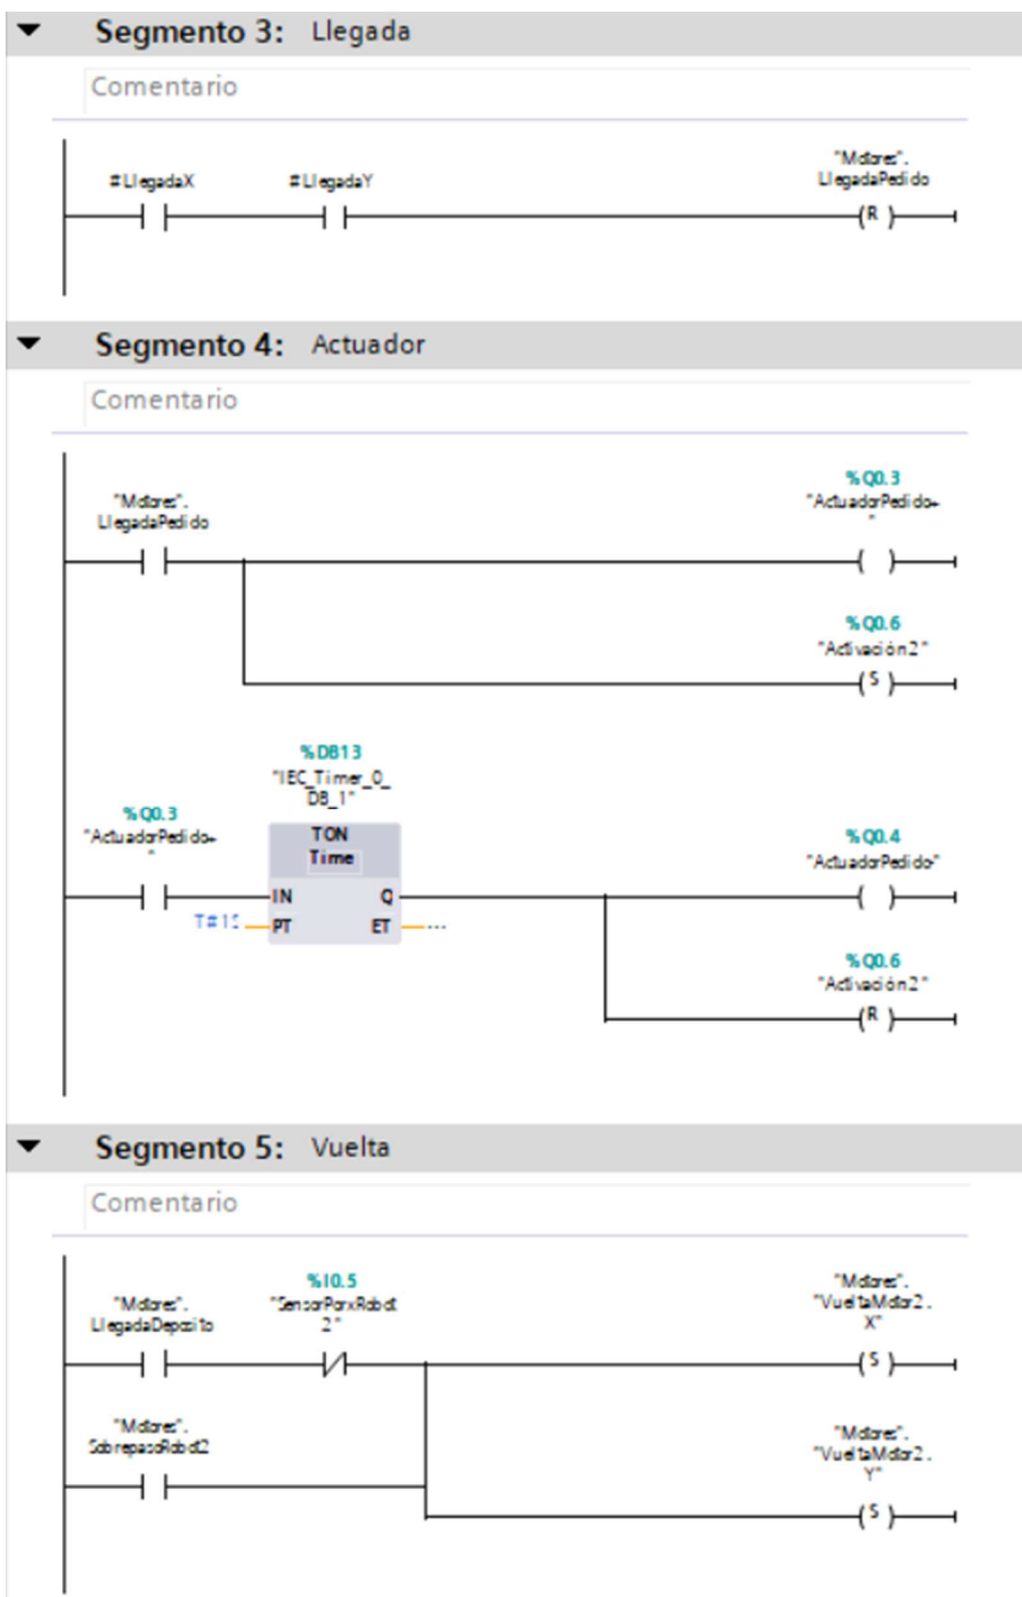 Segmento 3: Llegada
Comentario
#LlegadaX
#LlegadaY
"Motores".
LlegadaPedido
R
Segmento 4: Actuador
Comentario
"Motores".
LlegadaPedido
%Q0.3
"ActuadorPedido+
"
%Q0.6
"Activación2"
S
%DB13
"IEC_Timer_0_
DB_1"
%Q0.3
"ActuadorPedido+
"
TON
Time
IN Q
PT ET ...
%Q0.4
"ActuadorPedido-"
%Q0.6
"Activación2"
R
Segmento 5: Vuelta
Comentario
"Motores".
LlegadaDeposito
%I0.5
"SensorPorxRobot
2"
"Motores".
"VueltaMotor2.
X"
S
"Motores".
SobrepasoRobot2
"Motores".
"VueltaMotor2.
Y"
S